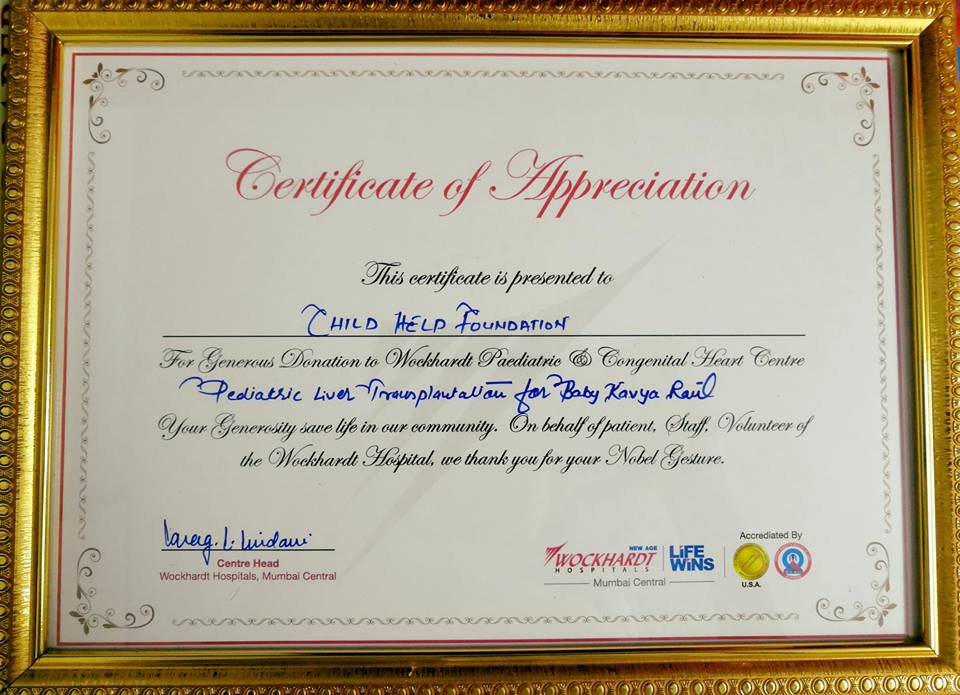 Certificate of Appreciation
This certificate is presented to
CHILD HELP FOUNDATION
For Generous Donation to Wockhardt Paediatric & Congenital Heart Centre
Pediatric Liver Transplantation for Baby Kavya
Your Generosity save life in our community. On behalf of patient, Staff, Volunteer of
the Wockhardt Hospital, we thank you for your Nobel Gesture.
Centre Head
Wockhardt Hospitals, Mumbai Central
NEW AGE
WOCKHARDT
HOSPITALS
LiFE
WiNS
Mumbai Central
Accredited By
U.S.A.